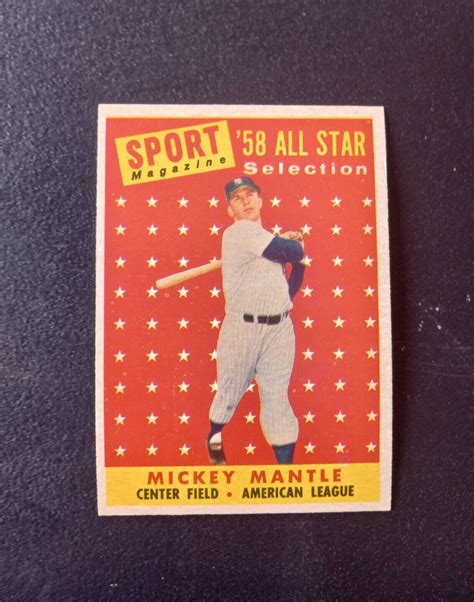 SPORT
Magazine
'58 ALL STAR
Selection
MICKEY MANTLE
CENTER FIELD • AMERICAN LEAGUE